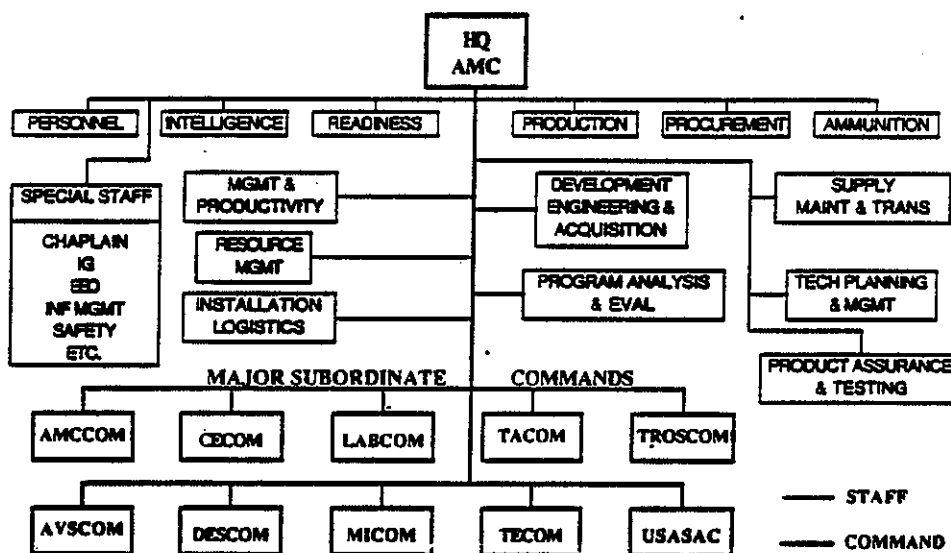 HQ
AMC
PERSONNEL
INTELLIGENCE
READINESS
PRODUCTION
PROCUREMENT
AMMUNITION
SPECIAL STAFF
CHAPLAIN
IG
EEO
INF MGMT
SAFETY
ETC.
MGMT &
PRODUCTIVITY
RESOURCE
MGMT
INSTALLATION
LOGISTICS
DEVELOPMENT
ENGINEERING &
ACQUISITION
PROGRAM ANALYSIS
& EVAL
SUPPLY
MAINT & TRANS
TECH PLANNING
& MGMT
PRODUCT ASSURANCE
& TESTING
MAJOR SUBORDINATE COMMANDS
AMCCOM
CECOM
LABCOM
TACOM
TROSCOM
AVSCOM
DESCOM
MICOM
TECOM
USASAC
STAFF
COMMAND